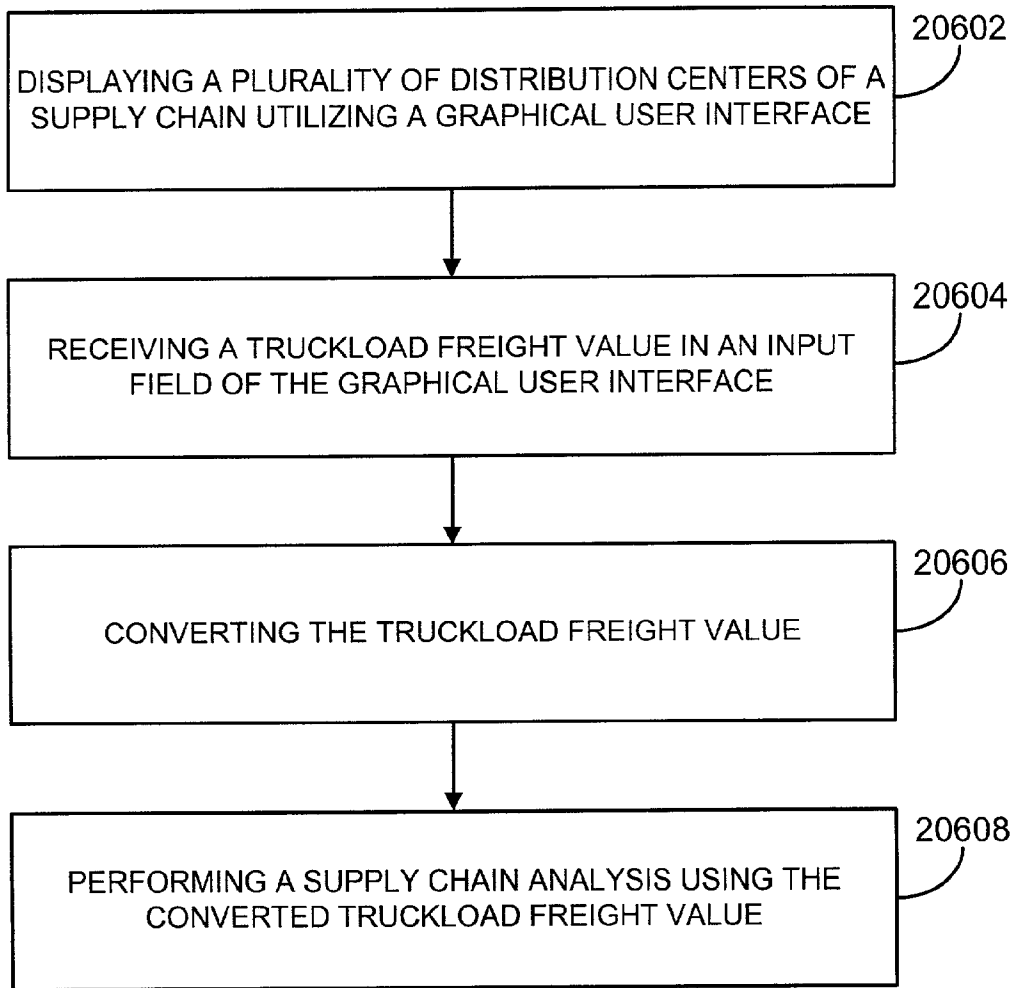 20602
DISPLAYING A PLURALITY OF DISTRIBUTION CENTERS OF A
SUPPLY CHAIN UTILIZING A GRAPHICAL USER INTERFACE
20604
RECEIVING A TRUCKLOAD FREIGHT VALUE IN AN INPUT
FIELD OF THE GRAPHICAL USER INTERFACE
20606
CONVERTING THE TRUCKLOAD FREIGHT VALUE
20608
PERFORMING A SUPPLY CHAIN ANALYSIS USING THE
CONVERTED TRUCKLOAD FREIGHT VALUE